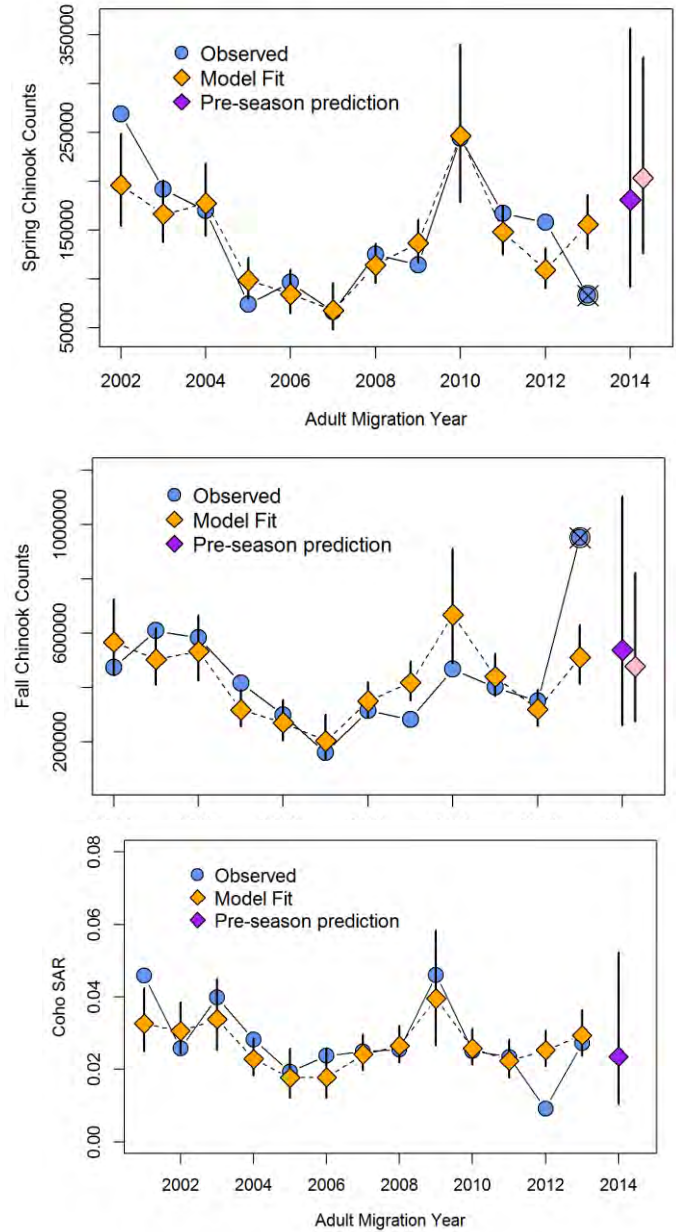 Spring Chinook Counts
50000
150000
250000
350000
Observed
Model Fit
Pre-season prediction
2002 2004 2006 2008 2010 2012 2014
Adult Migration Year
Fall Chinook Counts
200000
600000
1000000
Observed
Model Fit
Pre-season prediction
Coho SAR
0.00
0.02
0.04
0.06
0.08
Observed
Model Fit
Pre-season prediction
2002 2004 2006 2008 2010 2012 2014
Adult Migration Year